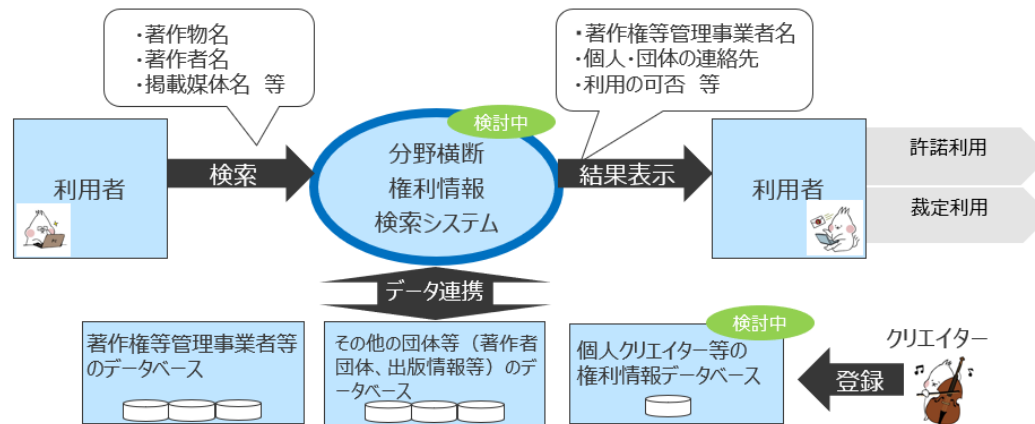 ・著作物名
・著作者名
・掲載媒体名 等
・著作権等管理事業者名
・個人・団体の連絡先
・利用の可否 等
検討中
利用者
検索
分野横断
権利情報
検索システム
結果表示
利用者
許諾利用
裁定利用
データ連携
著作権等管理事業者等
のデータベース
その他の団体等（著作者
団体、出版情報等）のデ
ータベース
検討中
個人クリエイター等の
権利情報データベース
登録
クリエイター